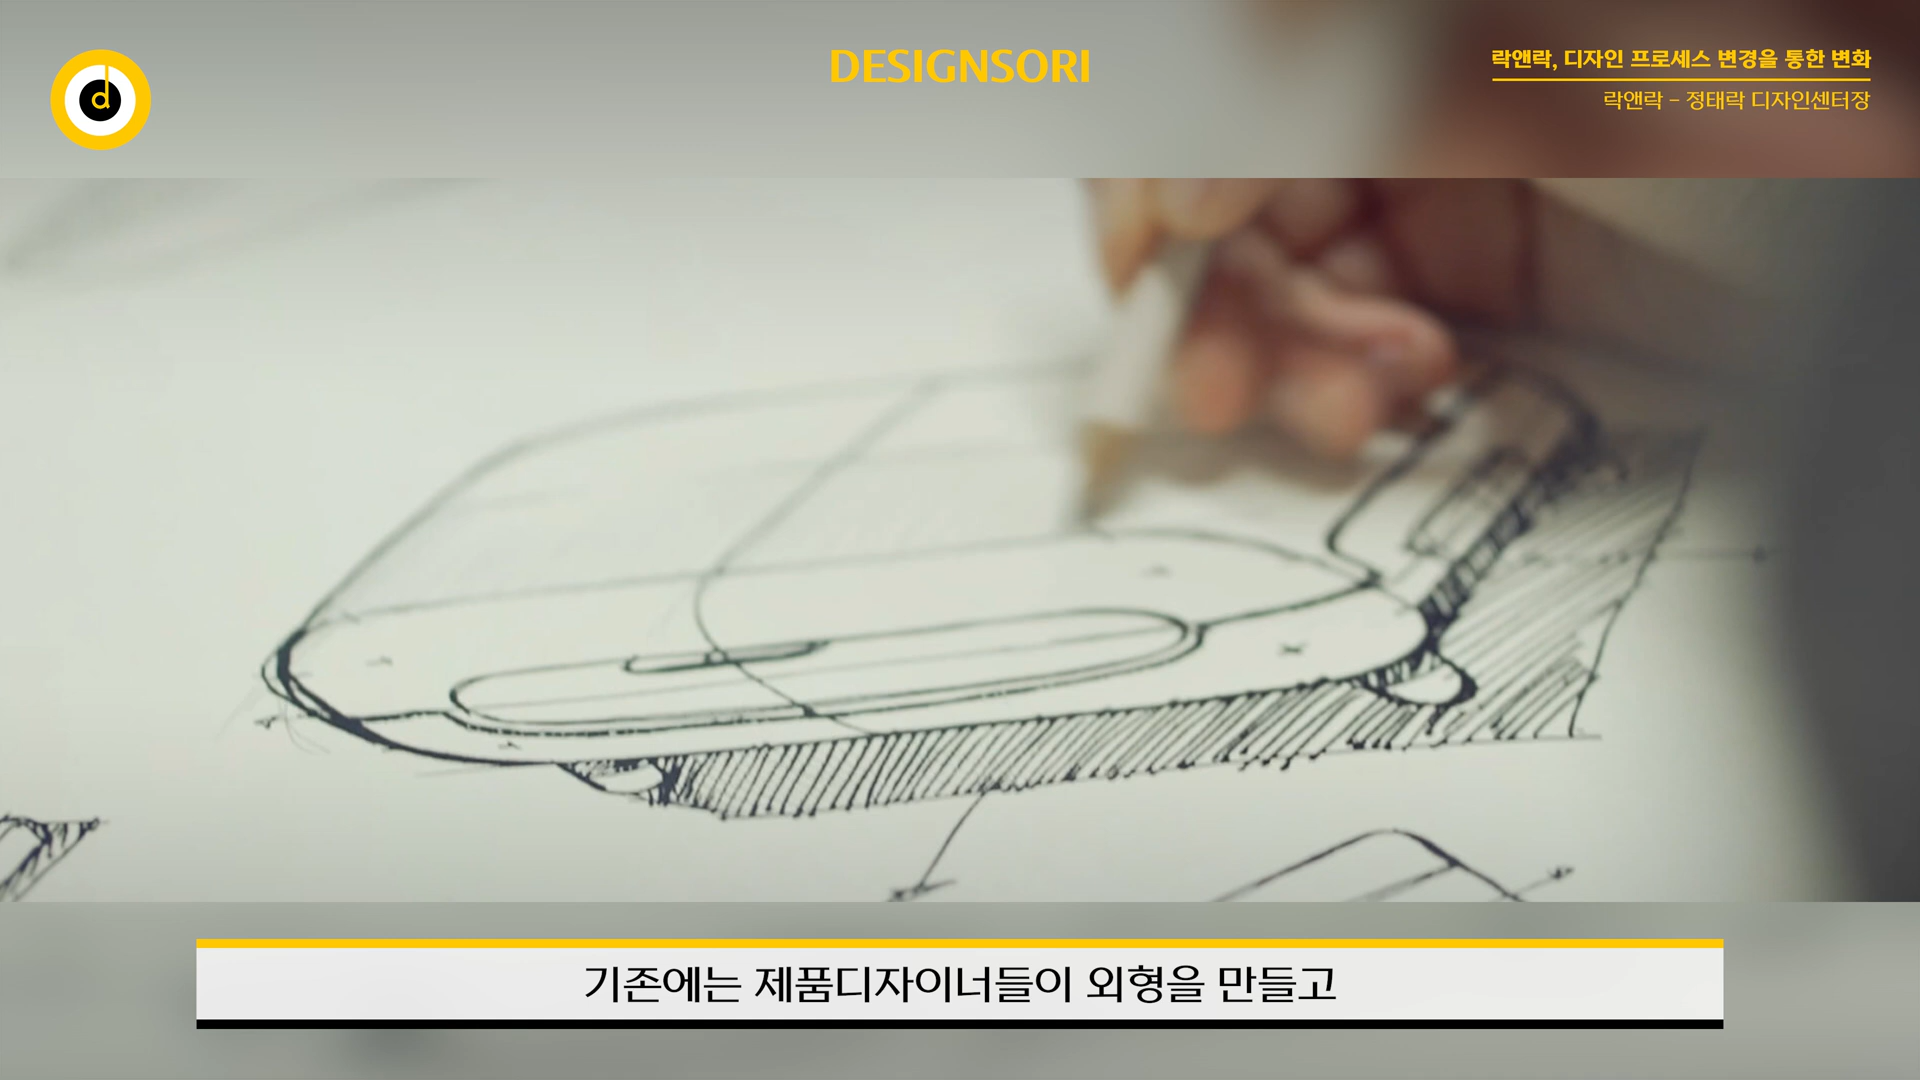 d
DESIGNSORI
락앤락, 디자인 프로세스 변경을 통한 변화
락앤락 - 정태락 디자인센터장
기존에는 제품디자이너들이 외형을 만들고